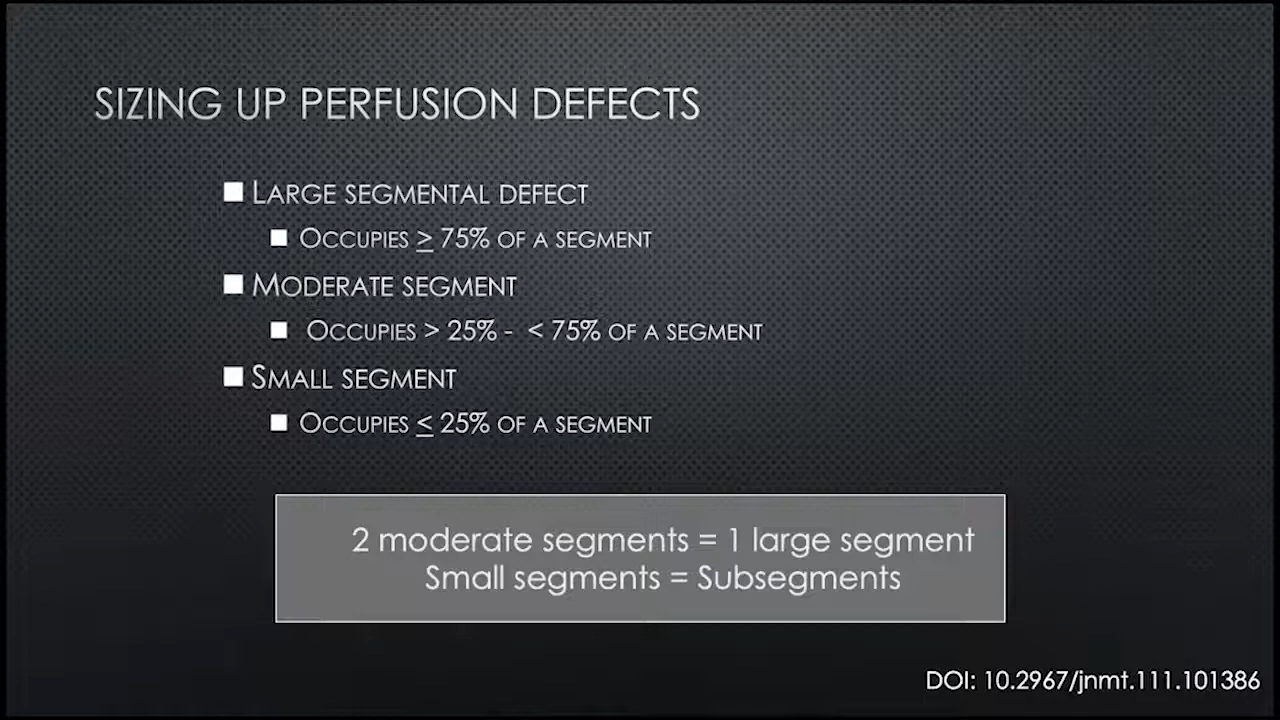 SIZING UP PERFUSION DEFECTS
LARGE SEGMENTAL DEFECT
OCCUPIES ≥ 75% OF A SEGMENT
MODERATE SEGMENT
OCCUPIES > 25% - < 75% OF A SEGMENT
SMALL SEGMENT
OCCUPIES ≤ 25% OF A SEGMENT
2 moderate segments = 1 large segment
Small segments = Subsegments
DOI: 10.2967/jnmt.111.101386